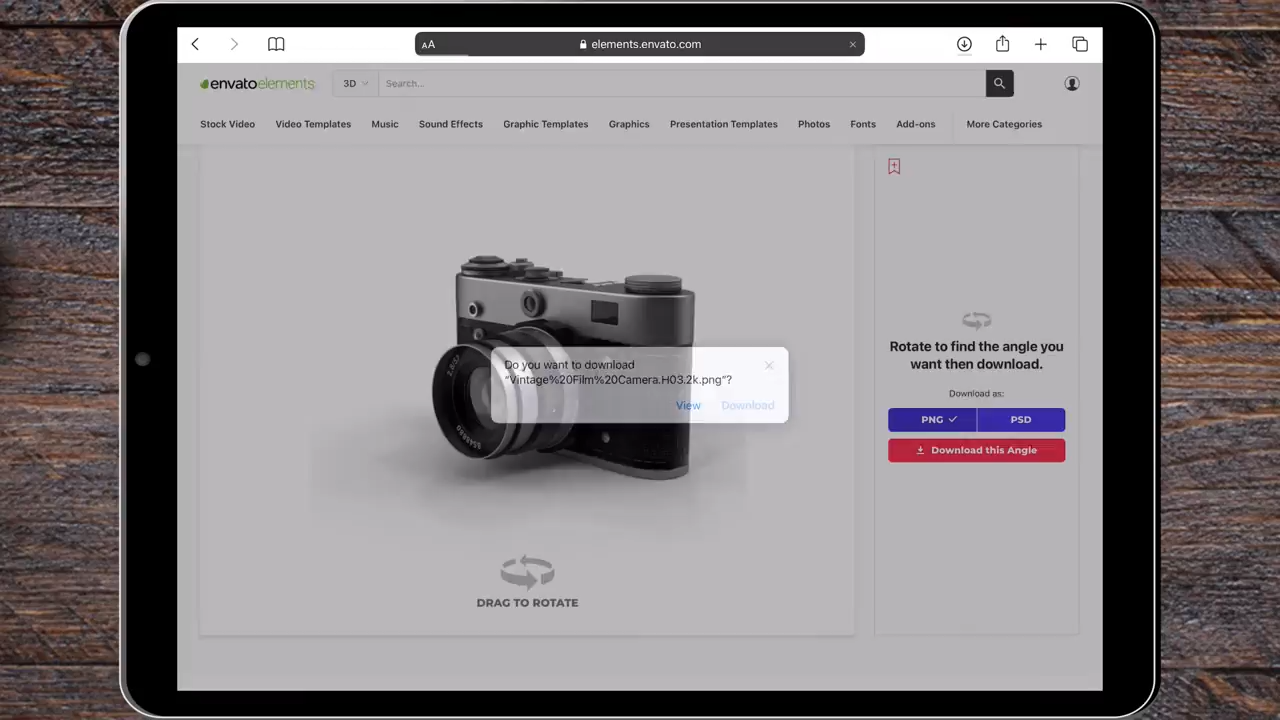 AA
elements.envato.com
envatoelements
3D
Search...
Stock Video
Video Templates
Music
Sound Effects
Graphic Templates
Graphics
Presentation Templates
Photos
Fonts
Add-ons
More Categories
Do you want to download
“Vintage%20Film%20Camera.H03.2k.png”?
View
Download
DRAG TO ROTATE
Rotate to find the angle you
want then download.
Download as:
PNG
PSD
Download this Angle